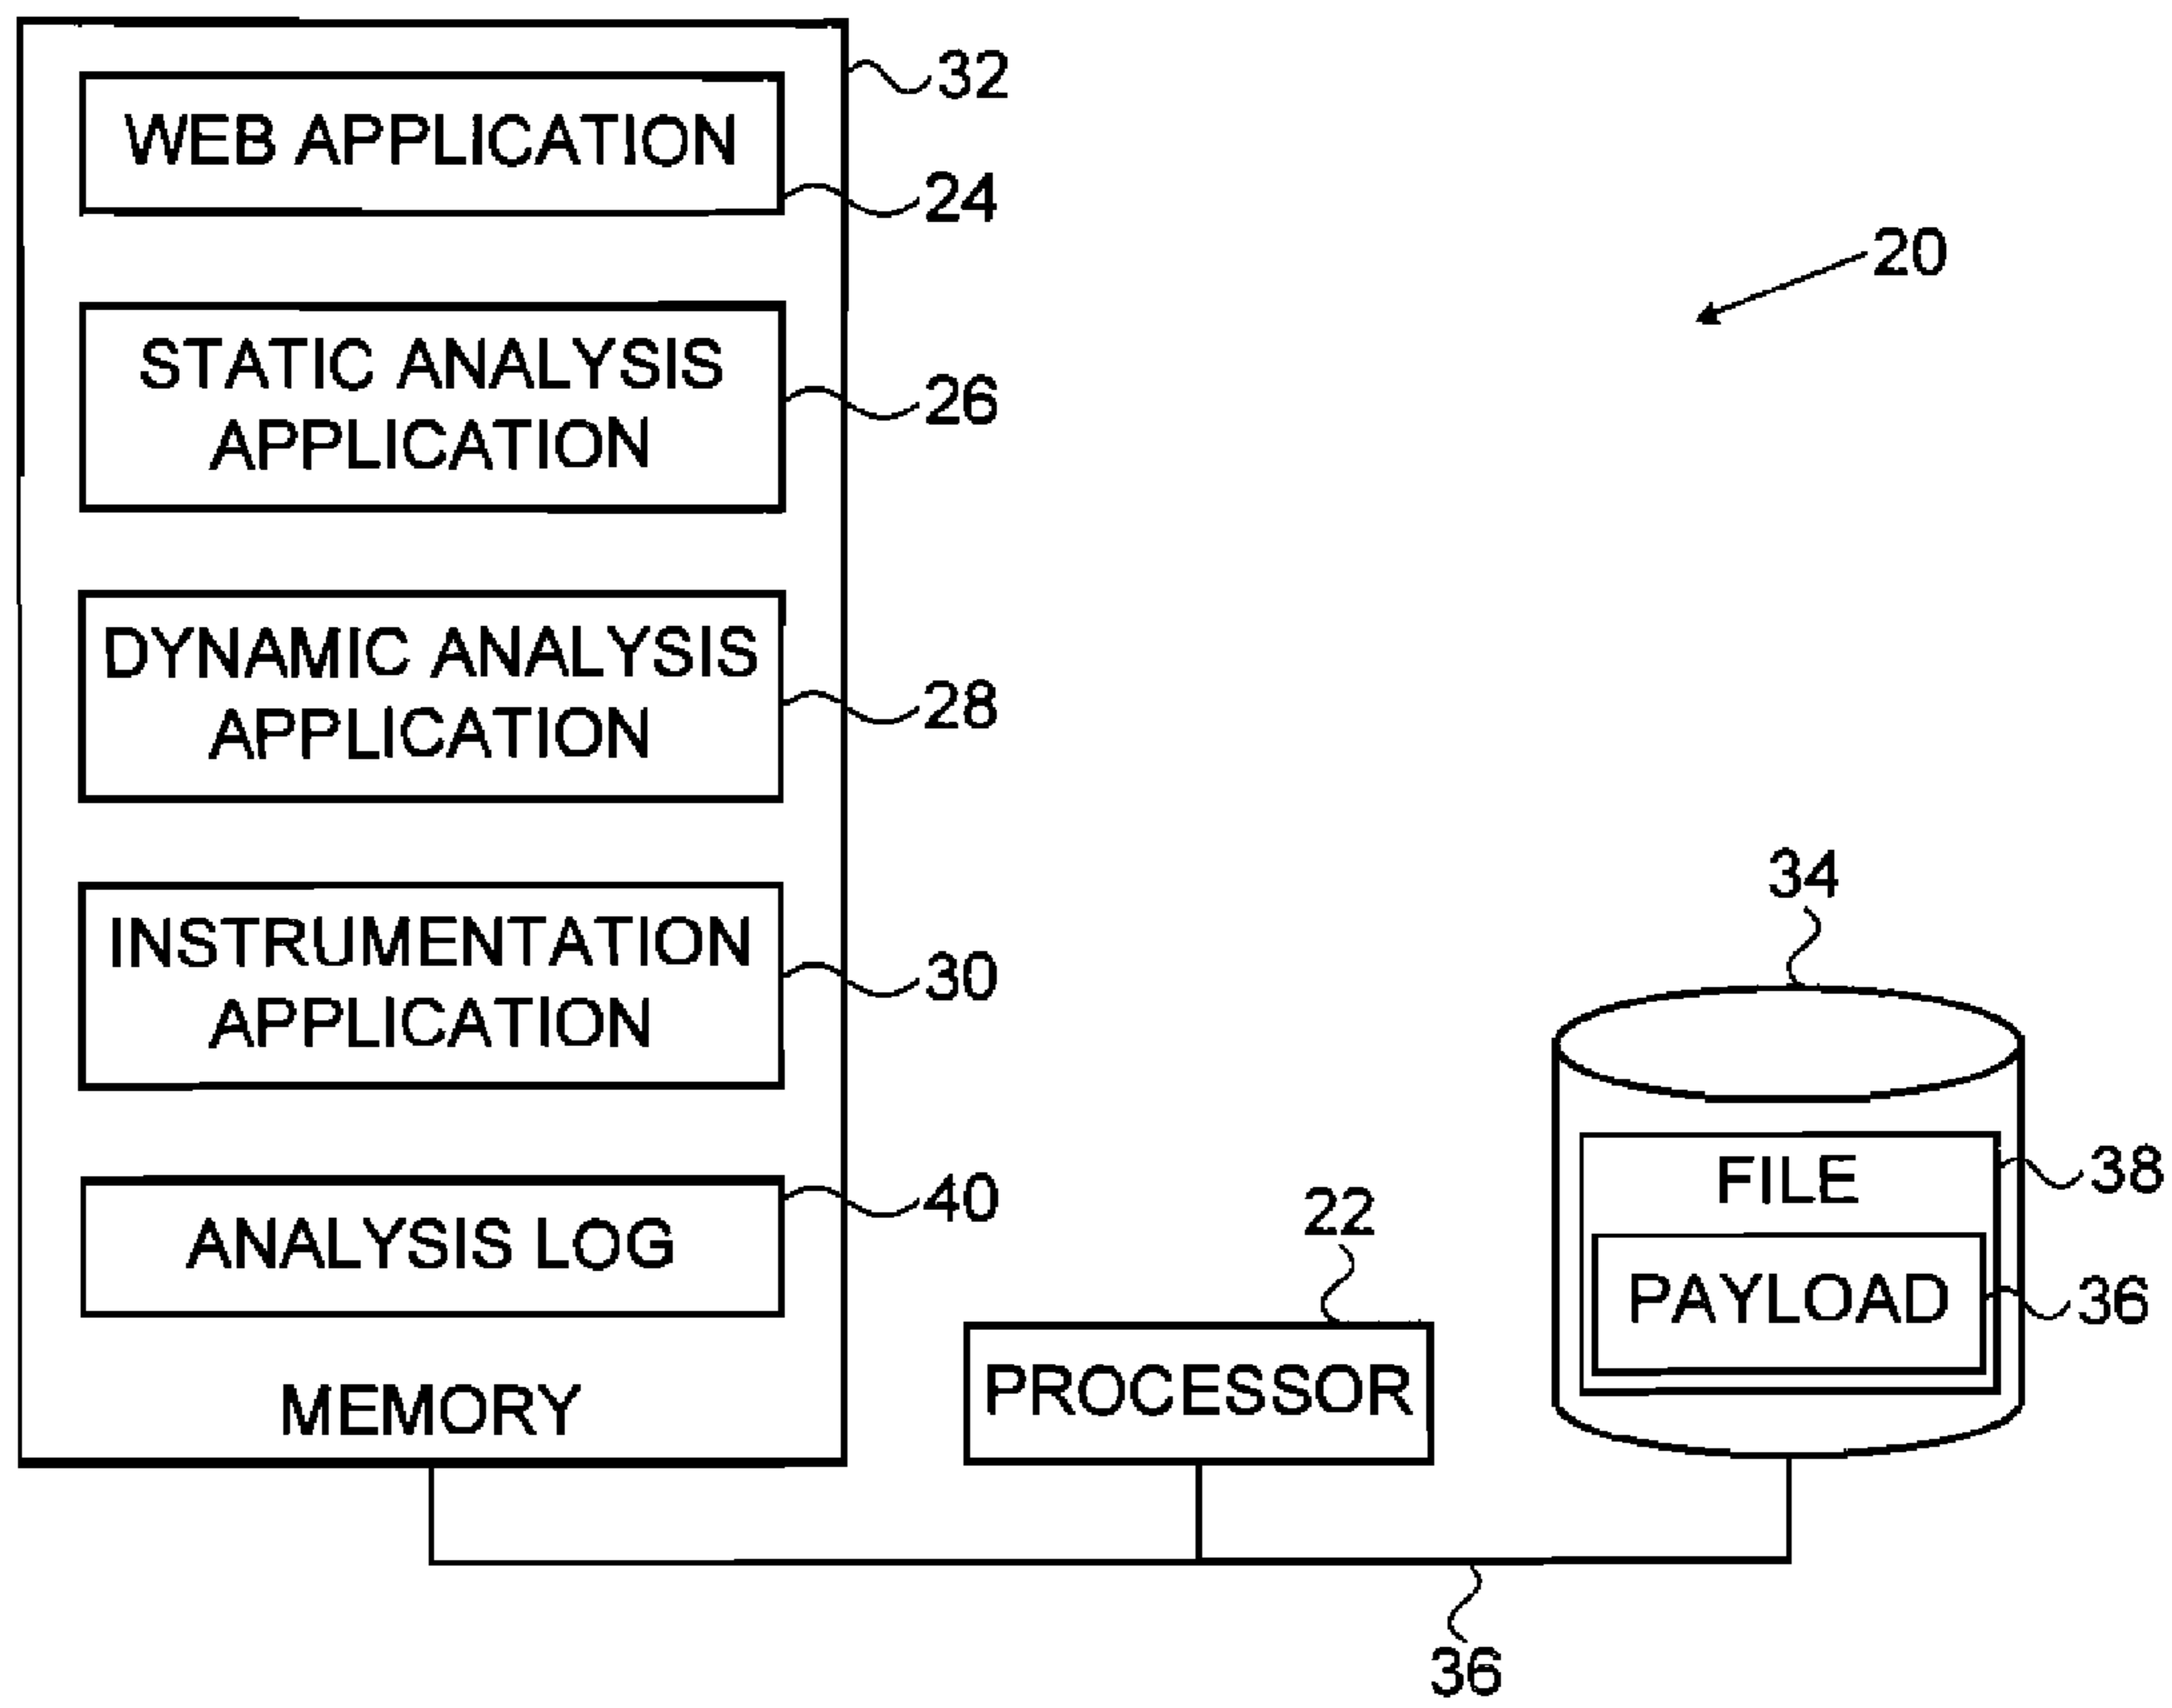 32
WEB APPLICATION
24
20
STATIC ANALYSIS
APPLICATION
26
DYNAMIC ANALYSIS
APPLICATION
28
INSTRUMENTATION
APPLICATION
30
ANALYSIS LOG
40
MEMORY
22
PROCESSOR
34
FILE
38
PAYLOAD
36
36